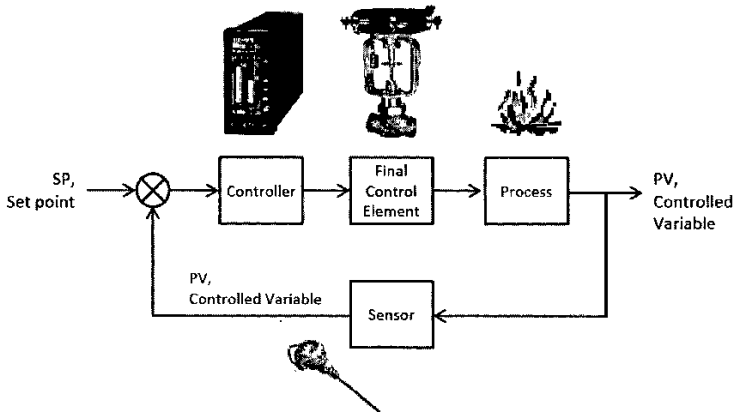 SP,
Set point
Controller
Final
Control
Element
Process
PV,
Controlled
Variable
PV,
Controlled Variable
Sensor